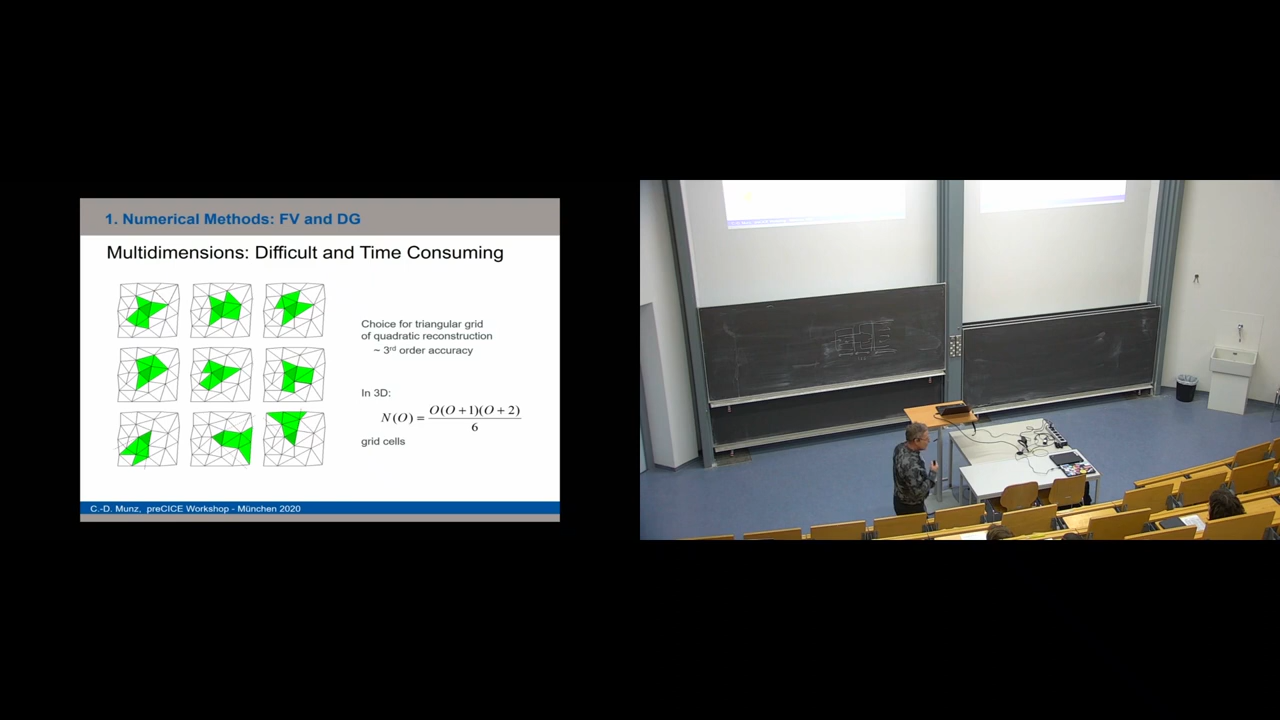 1. Numerical Methods: FV and DG
Multidimensions: Difficult and Time Consuming
Choice for triangular grid
of quadratic reconstruction
~ 3rd order accuracy
In 3D:
N(O) = O(O+1)(O+2)/6
grid cells
C.-D. Munz, preCICE Workshop - München 2020